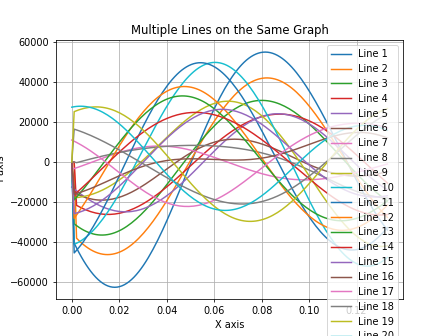 Multiple Lines on the Same Graph
60000
40000
20000
0
−20000
−40000
−60000
0.00
0.02
0.04
0.06
0.08
0.10
X axis
Line 1
Line 2
Line 3
Line 4
Line 5
Line 6
Line 7
Line 8
Line 9
Line 10
Line 11
Line 12
Line 13
Line 14
Line 15
Line 16
Line 17
Line 18
Line 19
Line 20